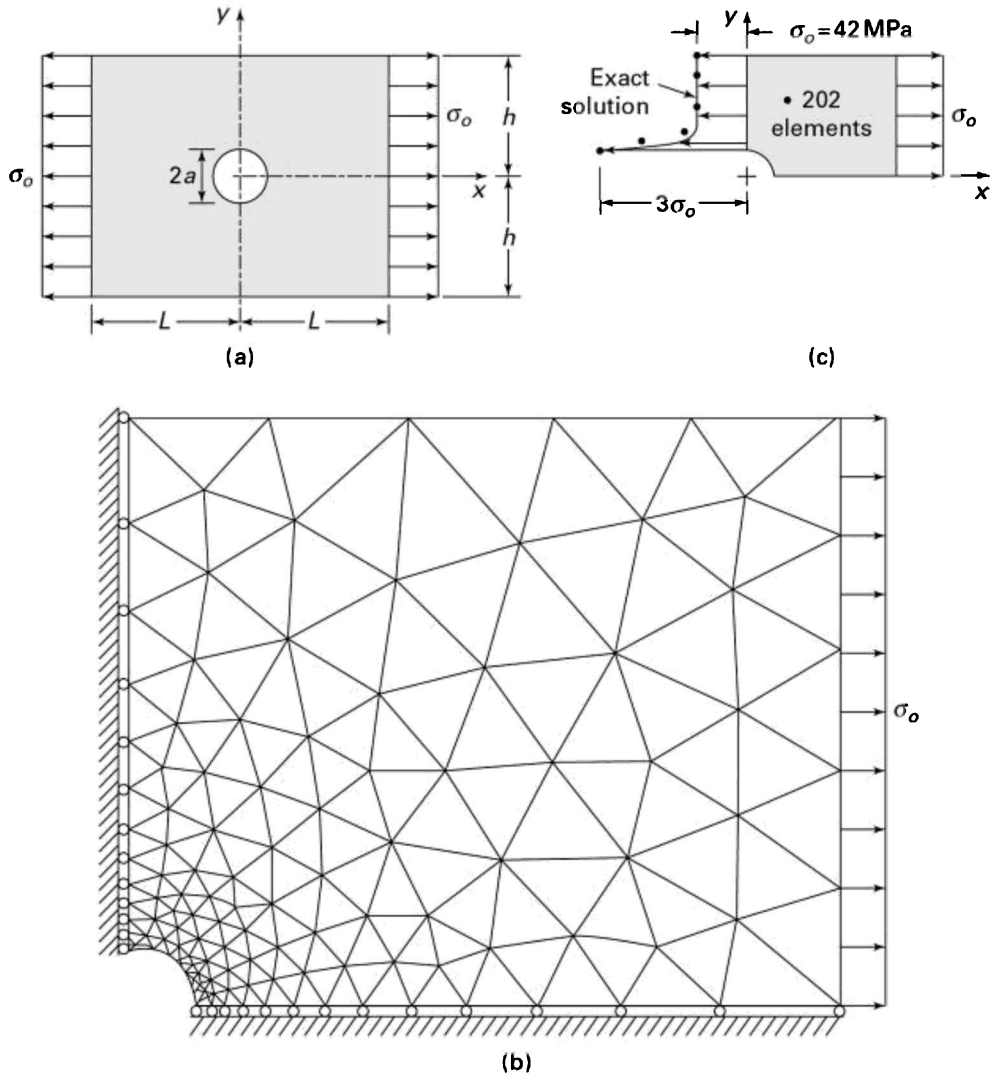 y
σₒ
h
2a
x
σₒ
h
L
L
(a)
y
σₒ = 42 MPa
Exact
solution
• 202
elements
σₒ
x
3σₒ
(c)
σₒ
(b)